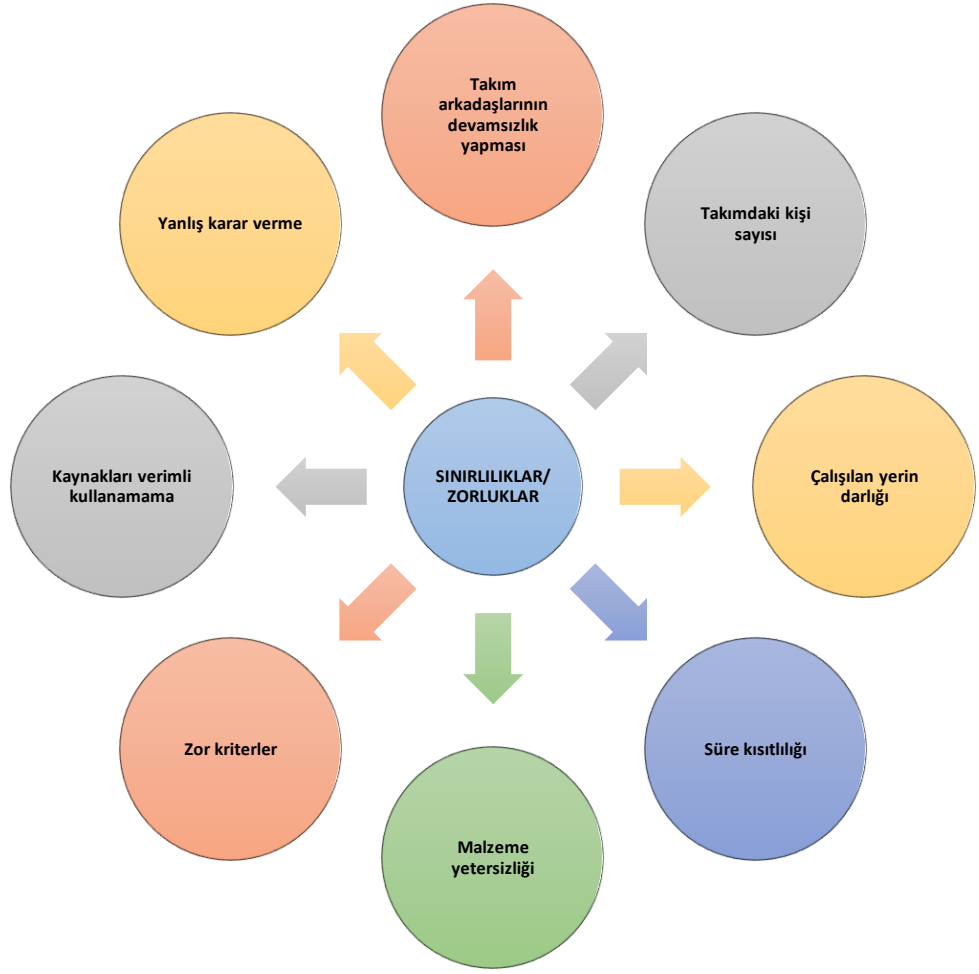 Takım
arkadaşlarının
devamsızlık
yapması
Takımdaki kişi
sayısı
Çalışılan yerin
darlığı
Süre kısıtlılığı
Malzeme
yetersizliği
Zor kriterler
Kaynakları verimli
kullanamama
Yanlış karar verme
SINIRLILIKLAR/
ZORLUKLAR